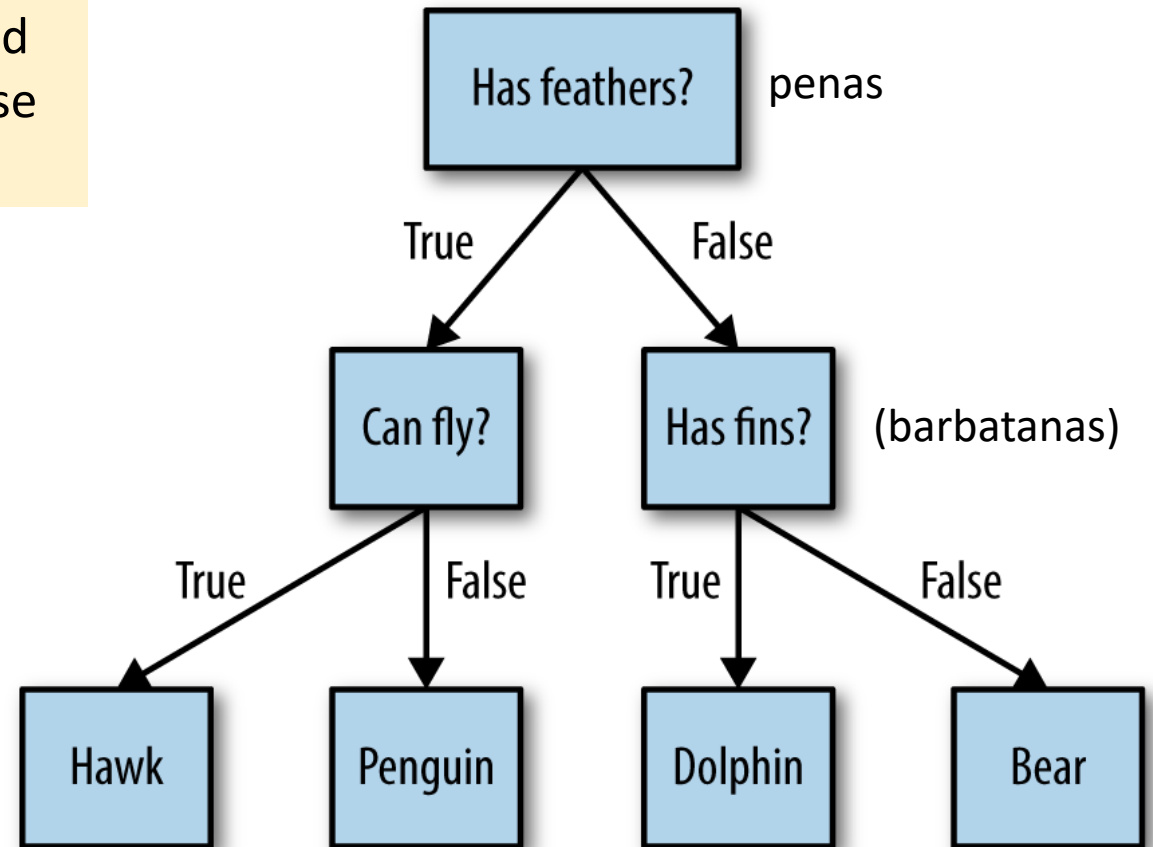 d
se
Has feathers?
penas
True
False
Can fly?
Has fins?
(barbatanas)
True
False
True
False
Hawk
Penguin
Dolphin
Bear